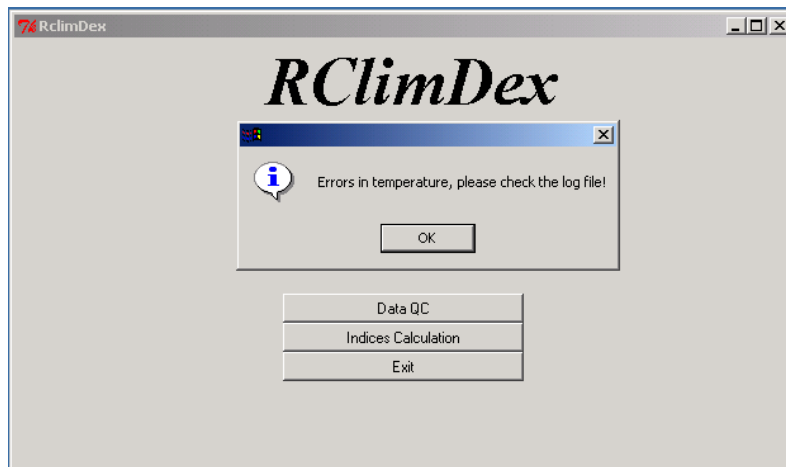 RclimDex
RClimDex
Errors in temperature, please check the log file!
OK
Data QC
Indices Calculation
Exit